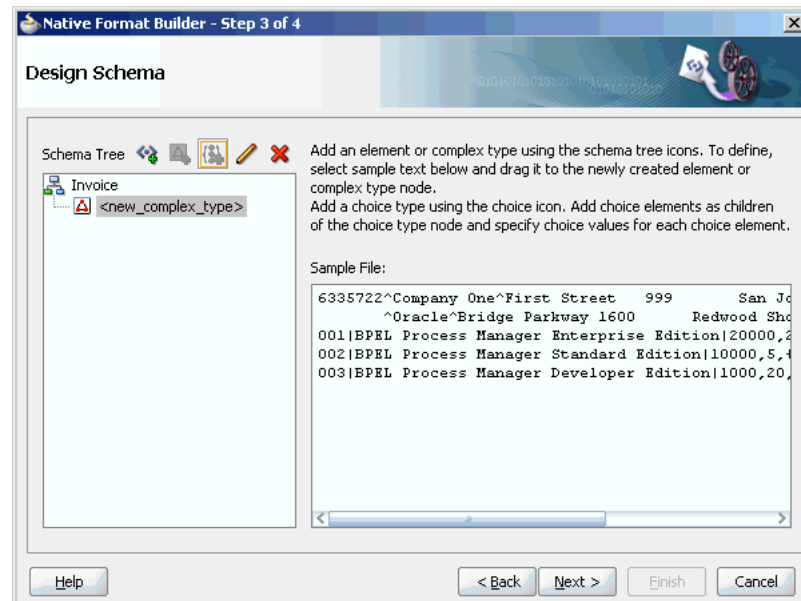 Native Format Builder - Step 3 of 4
Design Schema
Schema Tree
Invoice
<new_complex_type>
Add an element or complex type using the schema tree icons. To define,
select sample text below and drag it to the newly created element or
complex type node.
Add a choice type using the choice icon. Add choice elements as children
of the choice type node and specify choice values for each choice element.
Sample File:
6335722^Company One^First Street 999 San Jo
^Oracle^Bridge Parkway 1600 Redwood Sho
001|BPEL Process Manager Enterprise Edition|20000,2
002|BPEL Process Manager Standard Edition|10000,5,+
003|BPEL Process Manager Developer Edition|1000,20,
Help
< Back
Next >
Finish
Cancel